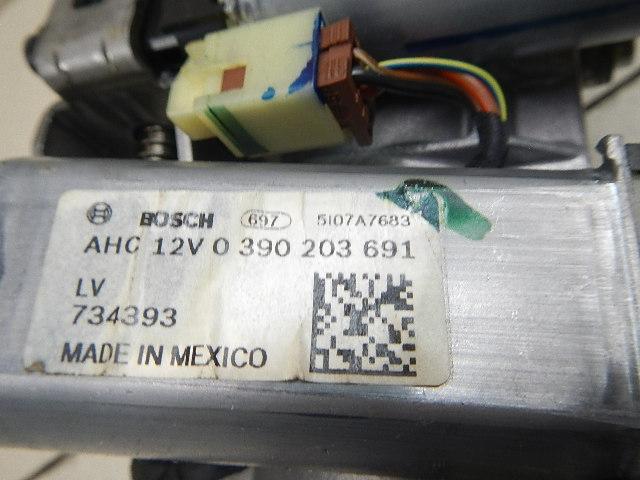 BOSCH 697 5I07A7683
AHC 12V 0 390 203 691
LV
734393
MADE IN MEXICO